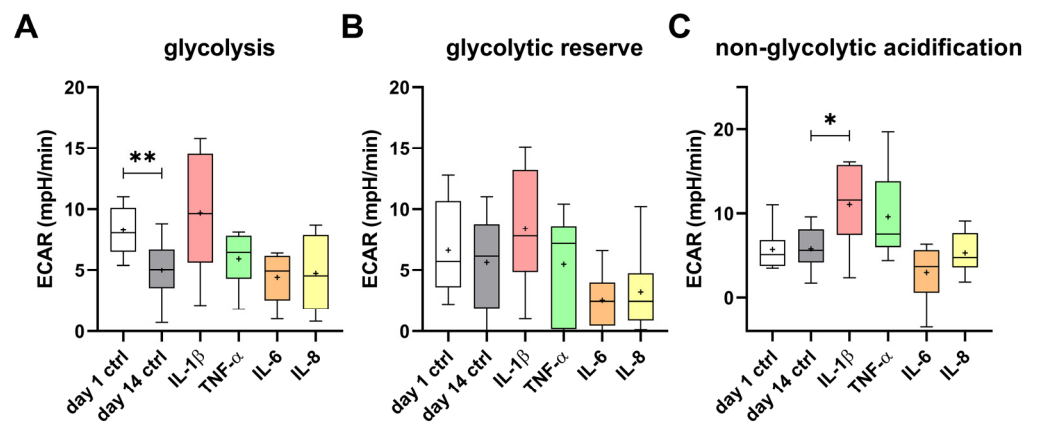 A
glycolysis
ECAR (mpH/min)
20
15
10
5
0
**
day 1 ctrl
day 14 ctrl
IL-1β
TNF-α
IL-6
IL-8
B
glycolytic reserve
ECAR (mpH/min)
20
15
10
5
0
day 1 ctrl
day 14 ctrl
IL-1β
TNF-α
IL-6
IL-8
C
non-glycolytic acidification
ECAR (mpH/min)
20
10
0
*
day 1 ctrl
day 14 ctrl
IL-1β
TNF-α
IL-6
IL-8